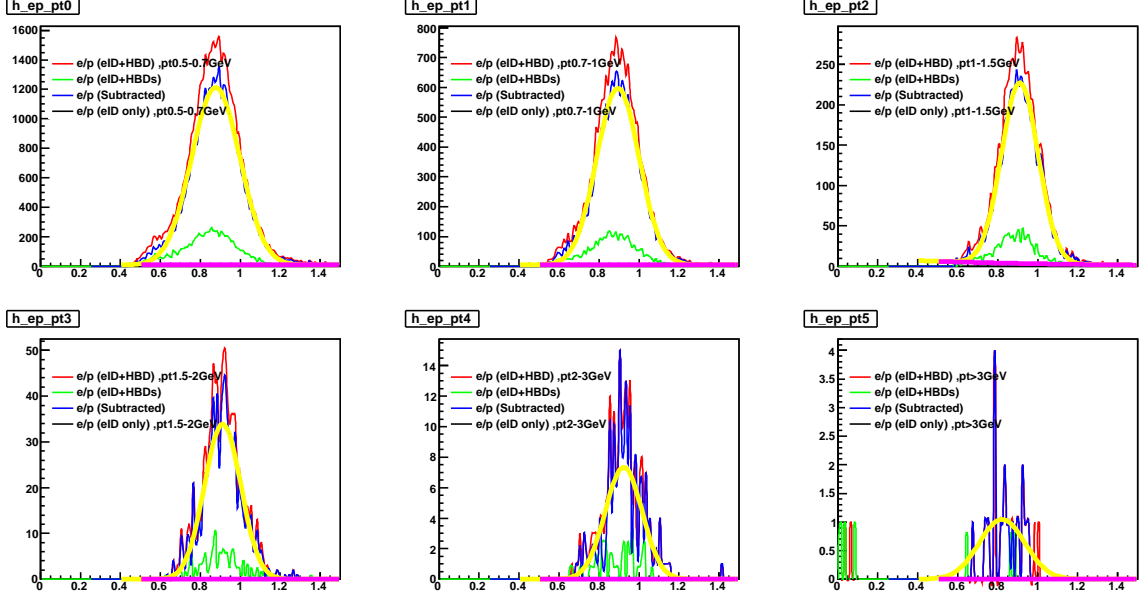 h_ep_pt0
1600
1400
1200
1000
800
600
400
200
0
0 0.2 0.4 0.6 0.8 1 1.2 1.4
e/p (eID+HBD) ,pt0.5-0.7GeV
e/p (eID+HBDs)
e/p (Subtracted)
e/p (eID only) ,pt0.5-0.7GeV
h_ep_pt1
800
700
600
500
400
300
200
100
0
0 0.2 0.4 0.6 0.8 1 1.2 1.4
e/p (eID+HBD) ,pt0.7-1GeV
e/p (eID+HBDs)
e/p (Subtracted)
e/p (eID only) ,pt0.7-1GeV
h_ep_pt2
250
200
150
100
50
0
0 0.2 0.4 0.6 0.8 1 1.2 1.4
e/p (eID+HBD) ,pt1-1.5GeV
e/p (eID+HBDs)
e/p (Subtracted)
e/p (eID only) ,pt1-1.5GeV
h_ep_pt3
50
40
30
20
10
0
0 0.2 0.4 0.6 0.8 1 1.2 1.4
e/p (eID+HBD) ,pt1.5-2GeV
e/p (eID+HBDs)
e/p (Subtracted)
e/p (eID only) ,pt1.5-2GeV
h_ep_pt4
14
12
10
8
6
4
2
0
0 0.2 0.4 0.6 0.8 1 1.2 1.4
e/p (eID+HBD) ,pt2-3GeV
e/p (eID+HBDs)
e/p (Subtracted)
e/p (eID only) ,pt2-3GeV
h_ep_pt5
4
3.5
3
2.5
2
1.5
1
0.5
0
0 0.2 0.4 0.6 0.8 1 1.2 1.4
e/p (eID+HBD) ,pt>3GeV
e/p (eID+HBDs)
e/p (Subtracted)
e/p (eID only) ,pt>3GeV